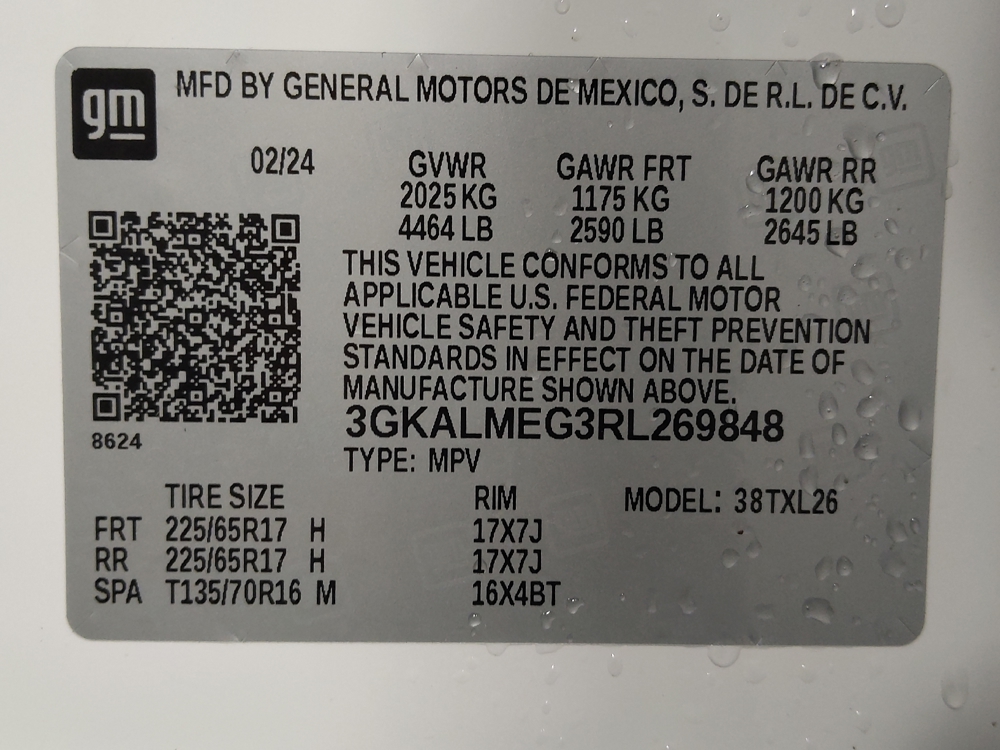 gm
MFD BY GENERAL MOTORS DE MEXICO, S. DE R.L. DE C.V.
02/24 GVWR GAWR FRT GAWR RR
2025 KG 1175 KG 1200 KG
4464 LB 2590 LB 2645 LB
THIS VEHICLE CONFORMS TO ALL
APPLICABLE U.S. FEDERAL MOTOR
VEHICLE SAFETY AND THEFT PREVENTION
STANDARDS IN EFFECT ON THE DATE OF
MANUFACTURE SHOWN ABOVE.
3GKALMEG3RL269848
8624
TYPE: MPV
TIRE SIZE RIM MODEL: 38TXL26
FRT 225/65R17 H 17X7J
RR 225/65R17 H 17X7J
SPA T135/70R16 M 16X4BT